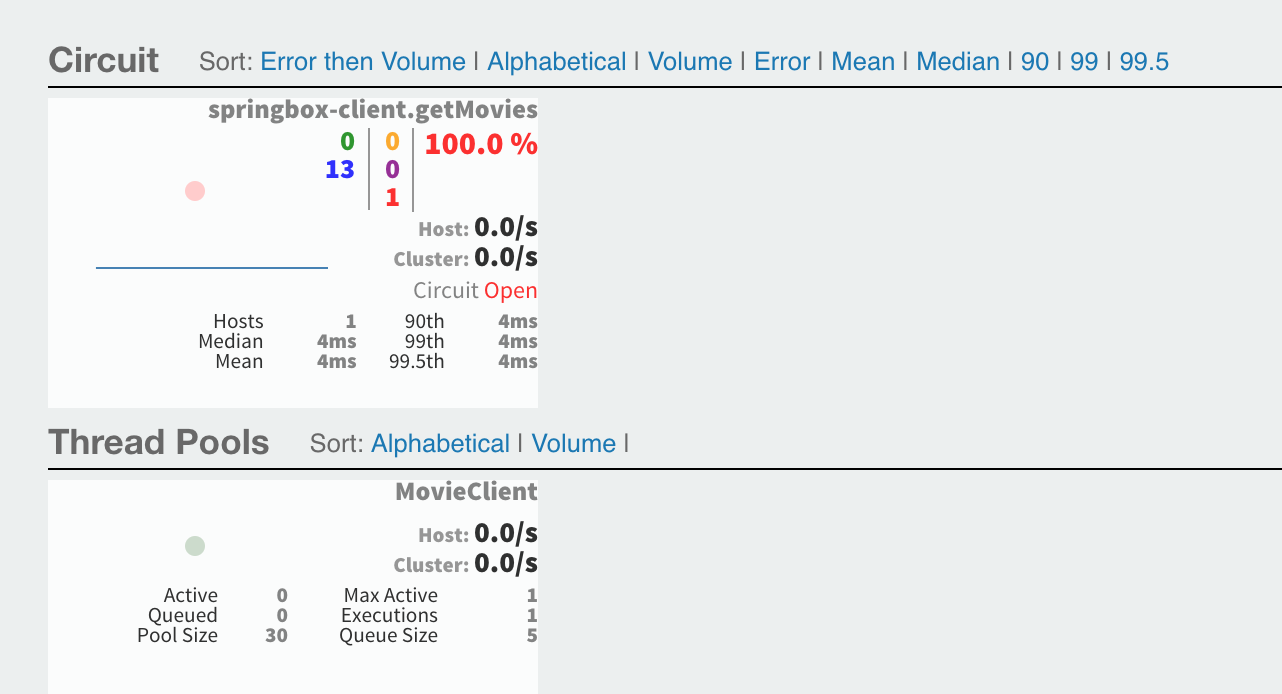 Circuit Sort: Error then Volume | Alphabetical | Volume | Error | Mean | Median | 90 | 99 | 99.5
springbox-client.getMovies
0 0 100.0 %
13 0
1
Host: 0.0/s
Cluster: 0.0/s
Circuit Open
Hosts 1 90th 4ms
Median 4ms 99th 4ms
Mean 4ms 99.5th 4ms
Thread Pools Sort: Alphabetical | Volume |
MovieClient
Host: 0.0/s
Cluster: 0.0/s
Active 0 Max Active 1
Queued 0 Executions 1
Pool Size 30 Queue Size 5